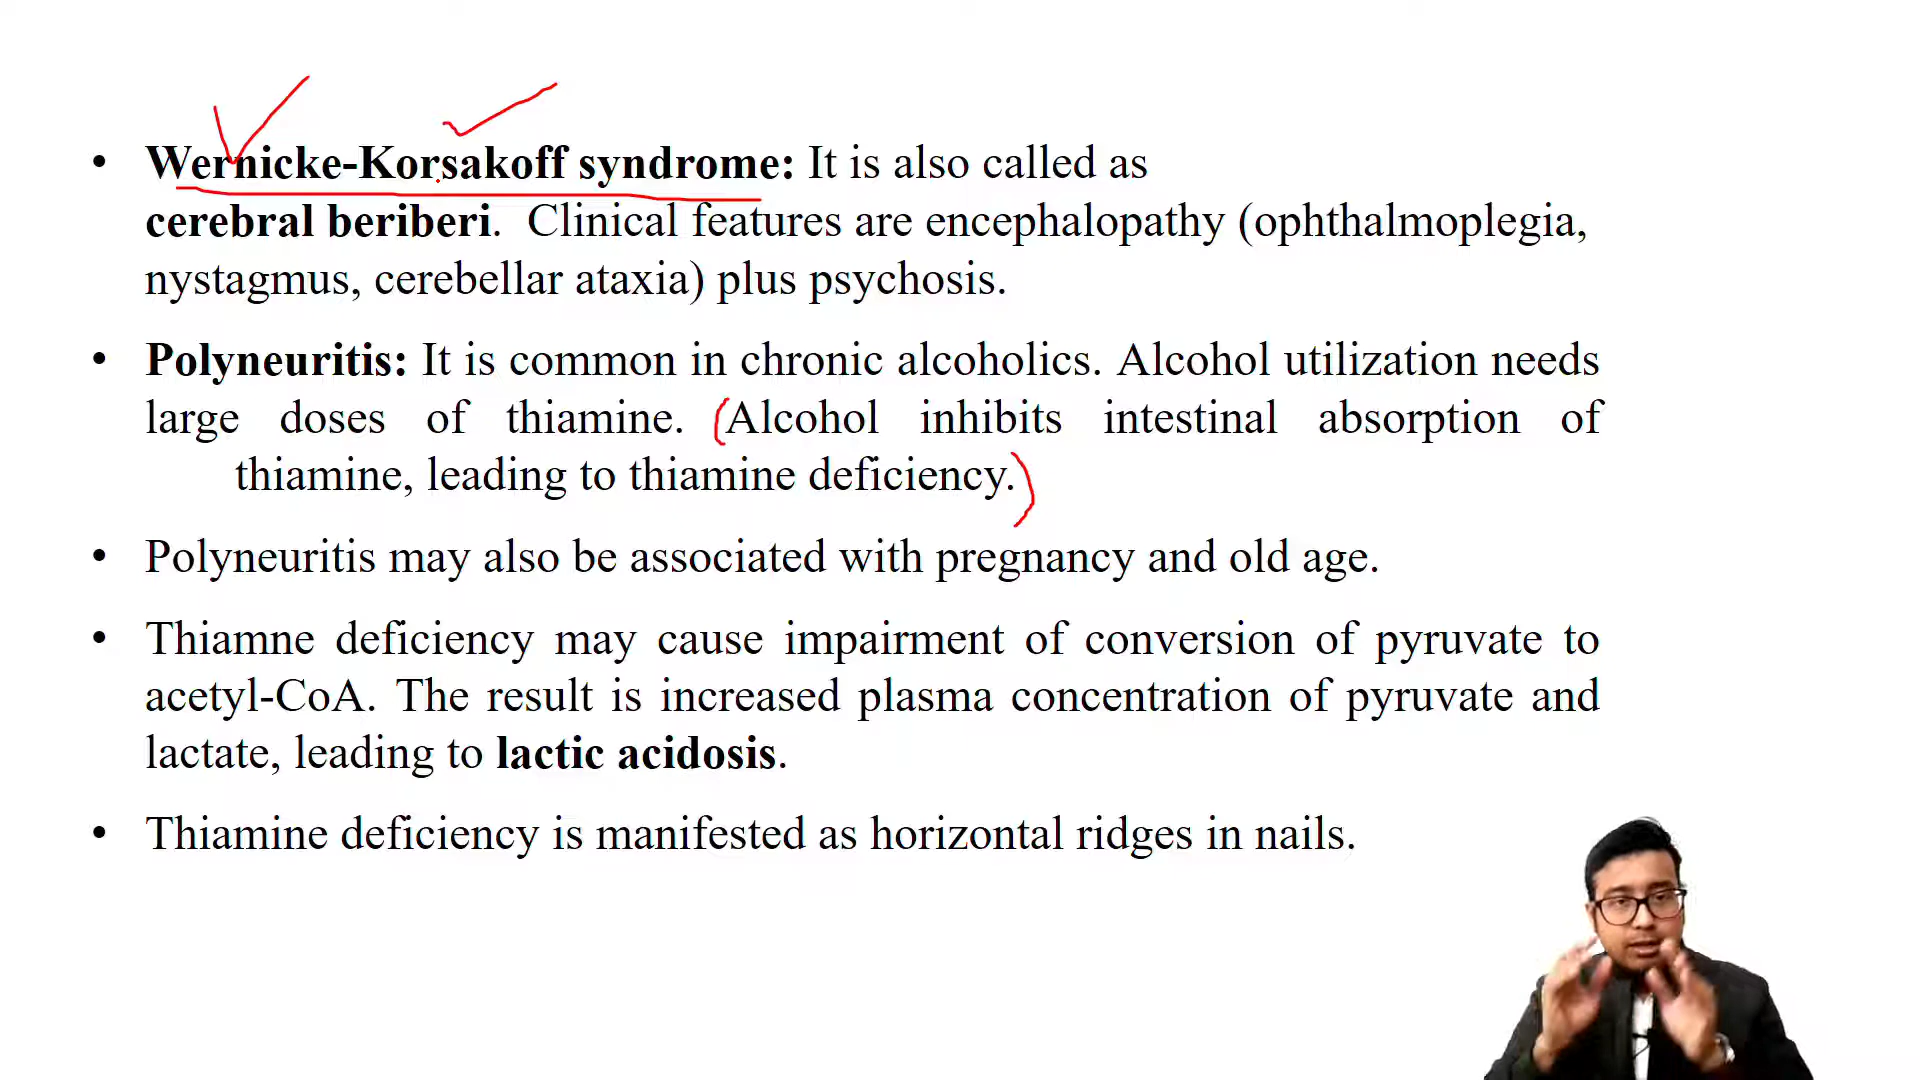 • Wernicke-Korsakoff syndrome: It is also called as
cerebral beriberi. Clinical features are encephalopathy (ophthalmoplegia,
nystagmus, cerebellar ataxia) plus psychosis.
• Polyneuritis: It is common in chronic alcoholics. Alcohol utilization needs
large doses of thiamine. (Alcohol inhibits intestinal absorption of
thiamine, leading to thiamine deficiency.)
• Polyneuritis may also be associated with pregnancy and old age.
• Thiamne deficiency may cause impairment of conversion of pyruvate to
acetyl-CoA. The result is increased plasma concentration of pyruvate and
lactate, leading to lactic acidosis.
• Thiamine deficiency is manifested as horizontal ridges in nails.